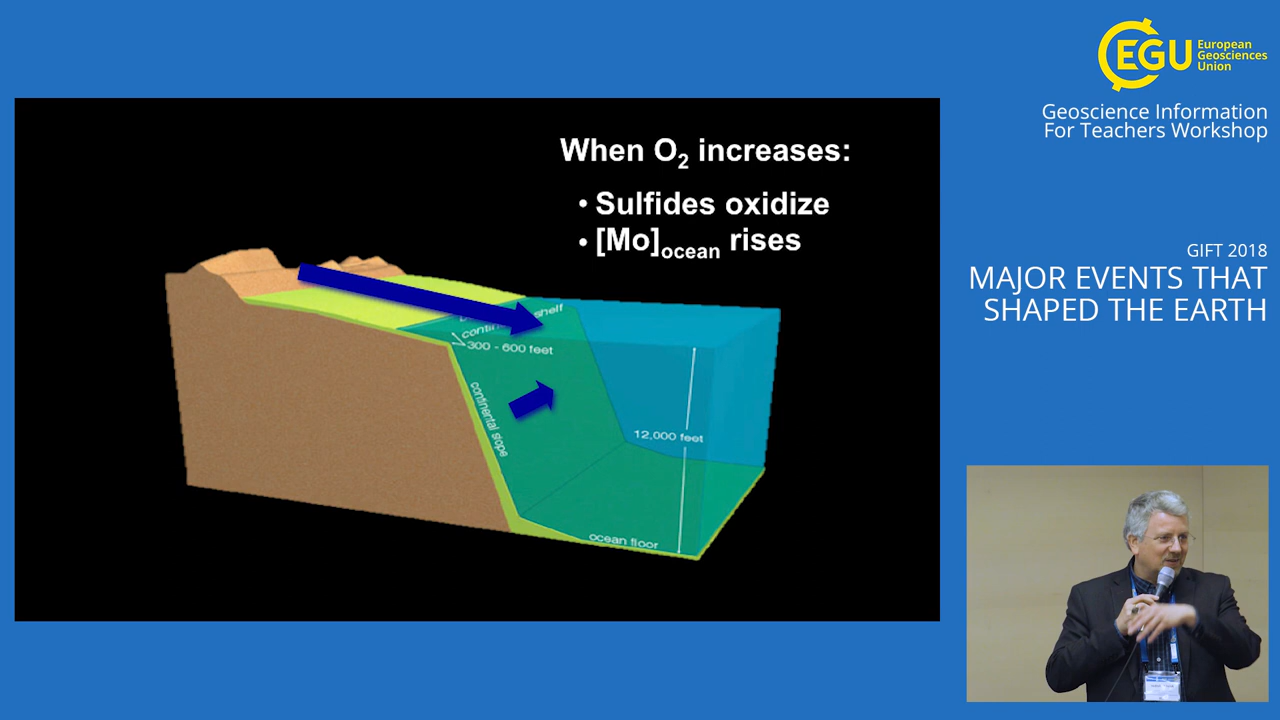 When O2 increases:
• Sulfides oxidize
• [Mo]ocean rises
shelf
300 - 600 feet
continental slope
12,000 feet
ocean floor
EGU
European
Geosciences
Union
Geoscience Information
For Teachers Workshop
GIFT 2018
MAJOR EVENTS THAT
SHAPED THE EARTH